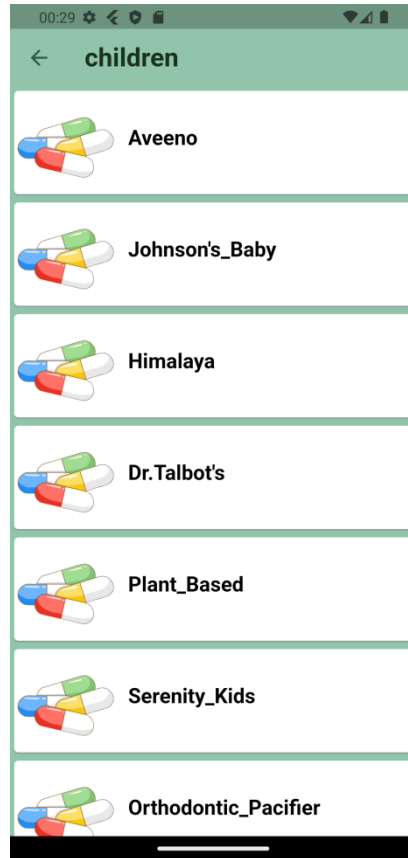 00:29
children
Aveeno
Johnson's_Baby
Himalaya
Dr.Talbot's
Plant_Based
Serenity_Kids
Orthodontic_Pacifier